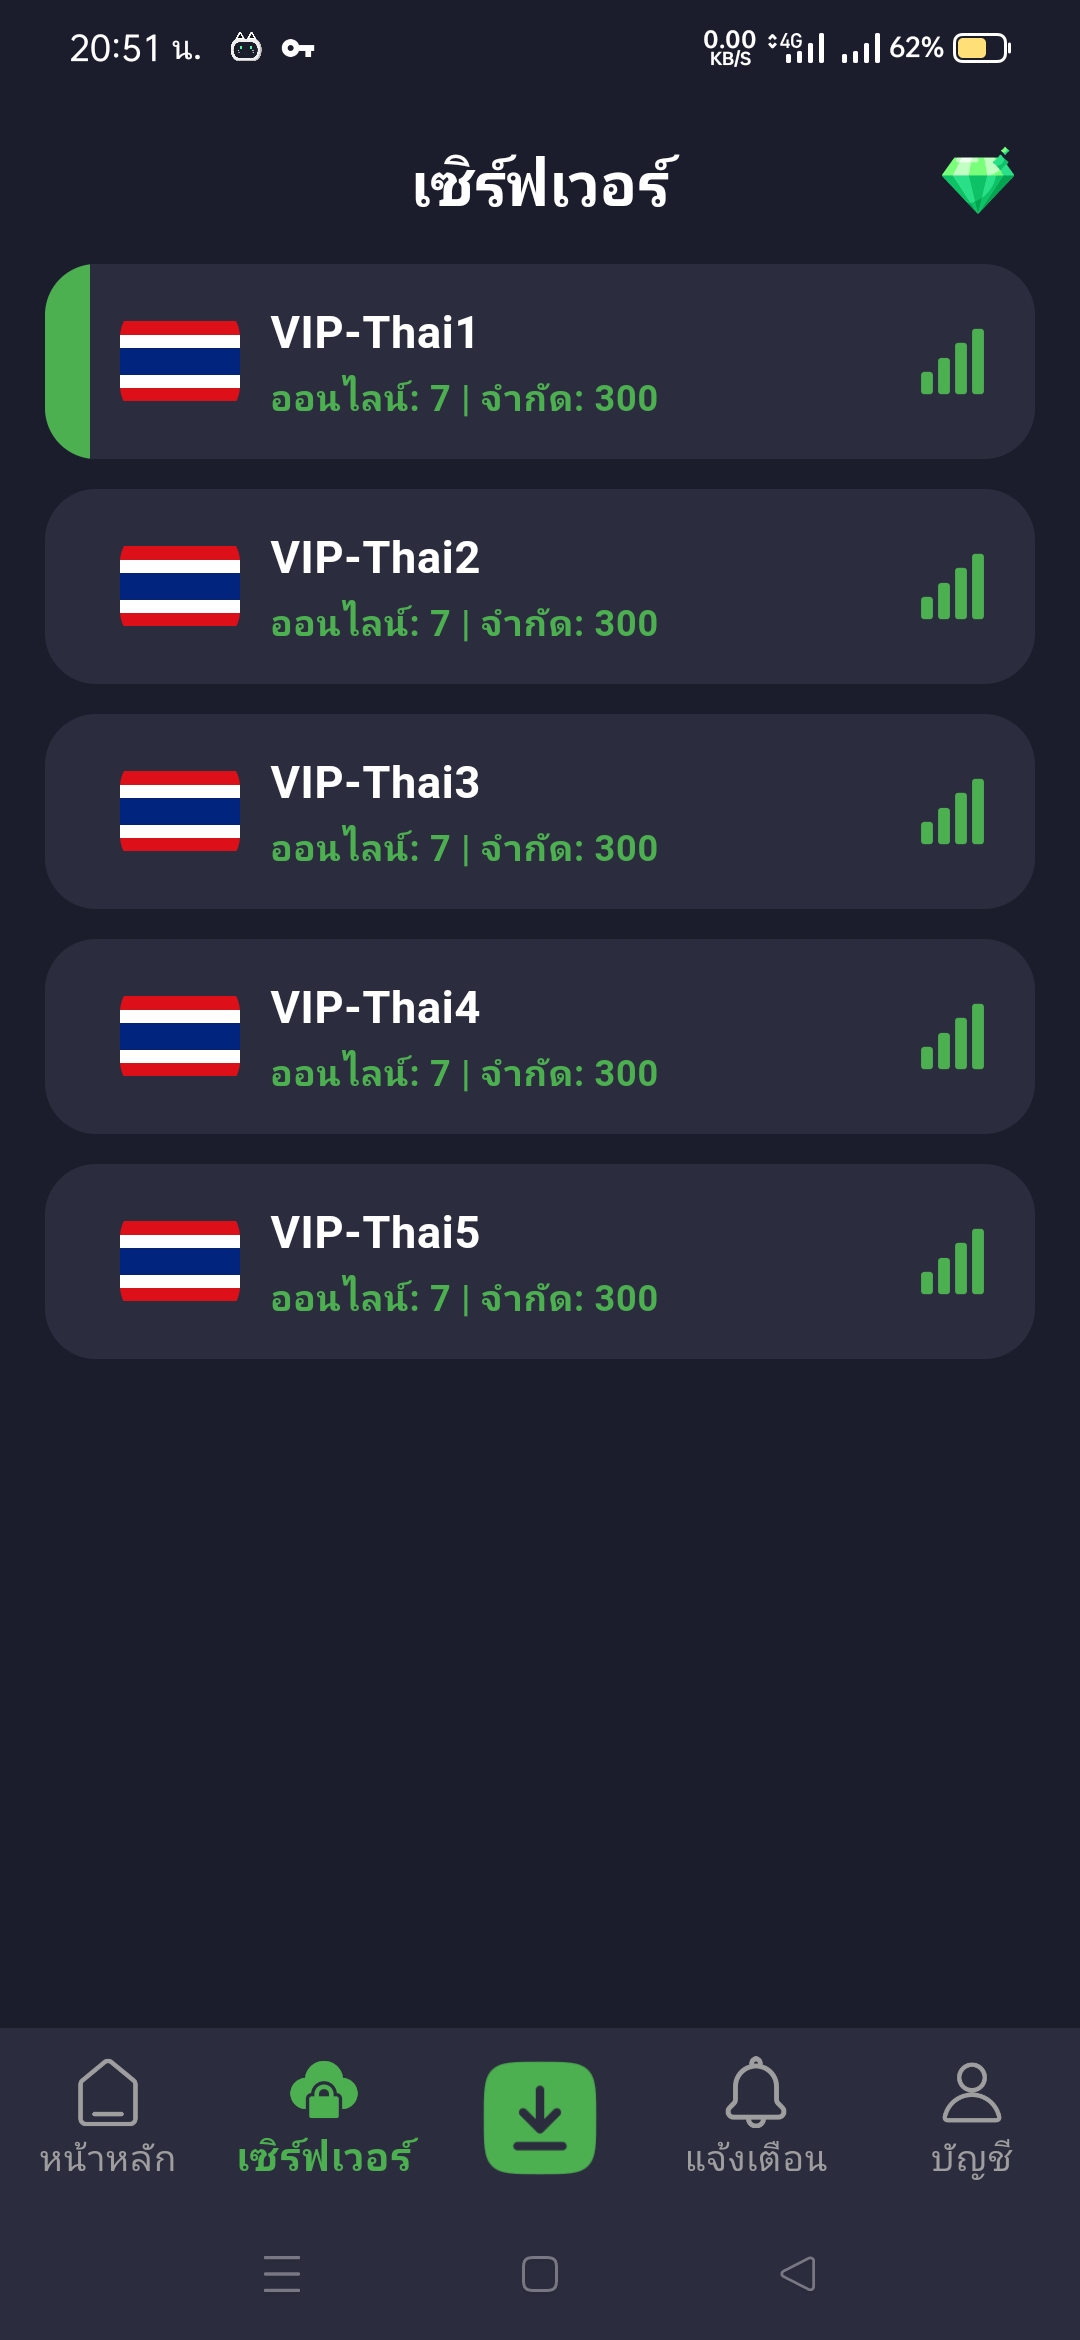 20:51 น.
0.00 KB/S 4G 62%
เซิร์ฟเวอร์
VIP-Thai1
ออนไลน์: 7 | จำกัด: 300
VIP-Thai2
ออนไลน์: 7 | จำกัด: 300
VIP-Thai3
ออนไลน์: 7 | จำกัด: 300
VIP-Thai4
ออนไลน์: 7 | จำกัด: 300
VIP-Thai5
ออนไลน์: 7 | จำกัด: 300
หน้าหลัก เซิร์ฟเวอร์ แจ้งเตือน บัญชี